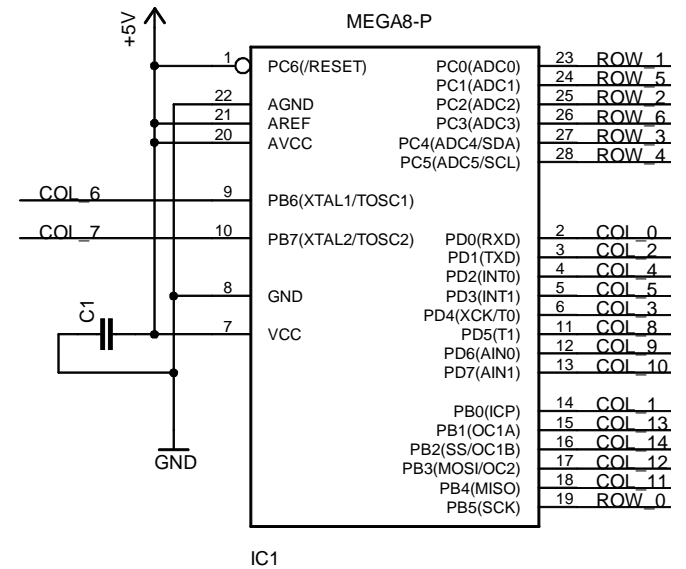 +5V
MEGA8-P
1 PC6(/RESET) PC0(ADC0) 23 ROW_1
PC1(ADC1) 24 ROW_5
22 AGND PC2(ADC2) 25 ROW_2
21 AREF PC3(ADC3) 26 ROW_6
20 AVCC PC4(ADC4/SDA) 27 ROW_3
PC5(ADC5/SCL) 28 ROW_4
COL_6 9 PB6(XTAL1/TOSC1)
COL_7 10 PB7(XTAL2/TOSC2) PD0(RXD) 2 COL_0
PD1(TXD) 3 COL_2
PD2(INT0) 4 COL_4
8 GND PD3(INT1) 5 COL_5
PD4(XCK/T0) 6 COL_3
C1 7 VCC PD5(T1) 11 COL_8
PD6(AIN0) 12 COL_9
PD7(AIN1) 13 COL_10
PB0(ICP) 14 COL_1
PB1(OC1A) 15 COL_13
PB2(SS/OC1B) 16 COL_14
GND PB3(MOSI/OC2) 17 COL_12
PB4(MISO) 18 COL_11
PB5(SCK) 19 ROW_0
IC1